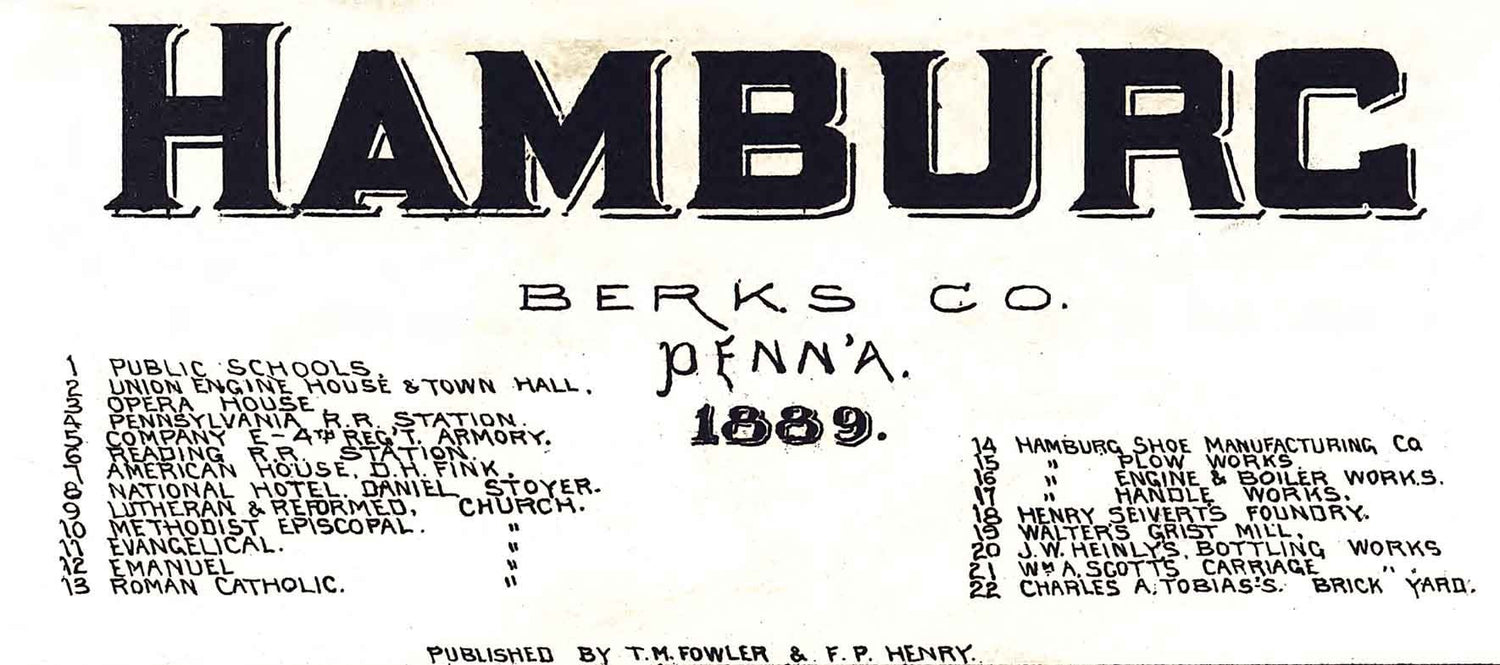 HAMBURG
BERKS CO.
PENN'A.
1889.
1 PUBLIC SCHOOLS.
2 UNION ENGINE HOUSE & TOWN HALL.
3 OPERA HOUSE.
4 PENNSYLVANIA R.R. STATION.
5 COMPANY E-4TH REG'T. ARMORY.
6 READING R.R. STATION.
7 AMERICAN HOUSE, D.H. FINK.
8 NATIONAL HOTEL. DANIEL STOYER.
9 LUTHERAN & REFORMED. CHURCH.
10 METHODIST EPISCOPAL. "
11 EVANGELICAL. "
12 EMANUEL "
13 ROMAN CATHOLIC. "
14 HAMBURG SHOE MANUFACTURING Co
15 " PLOW WORKS.
16 " ENGINE & BOILER WORKS.
17 " HANDLE WORKS.
18 HENRY SEIVERTS FOUNDRY.
19 WALTER'S GRIST MILL.
20 J.W. HEINLY'S. BOTTLING WORKS
21 WM A. SCOTTS CARRIAGE "
22 CHARLES A. TOBIAS'S. BRICK YARD.
PUBLISHED BY T.M. FOWLER & F.P. HENRY.